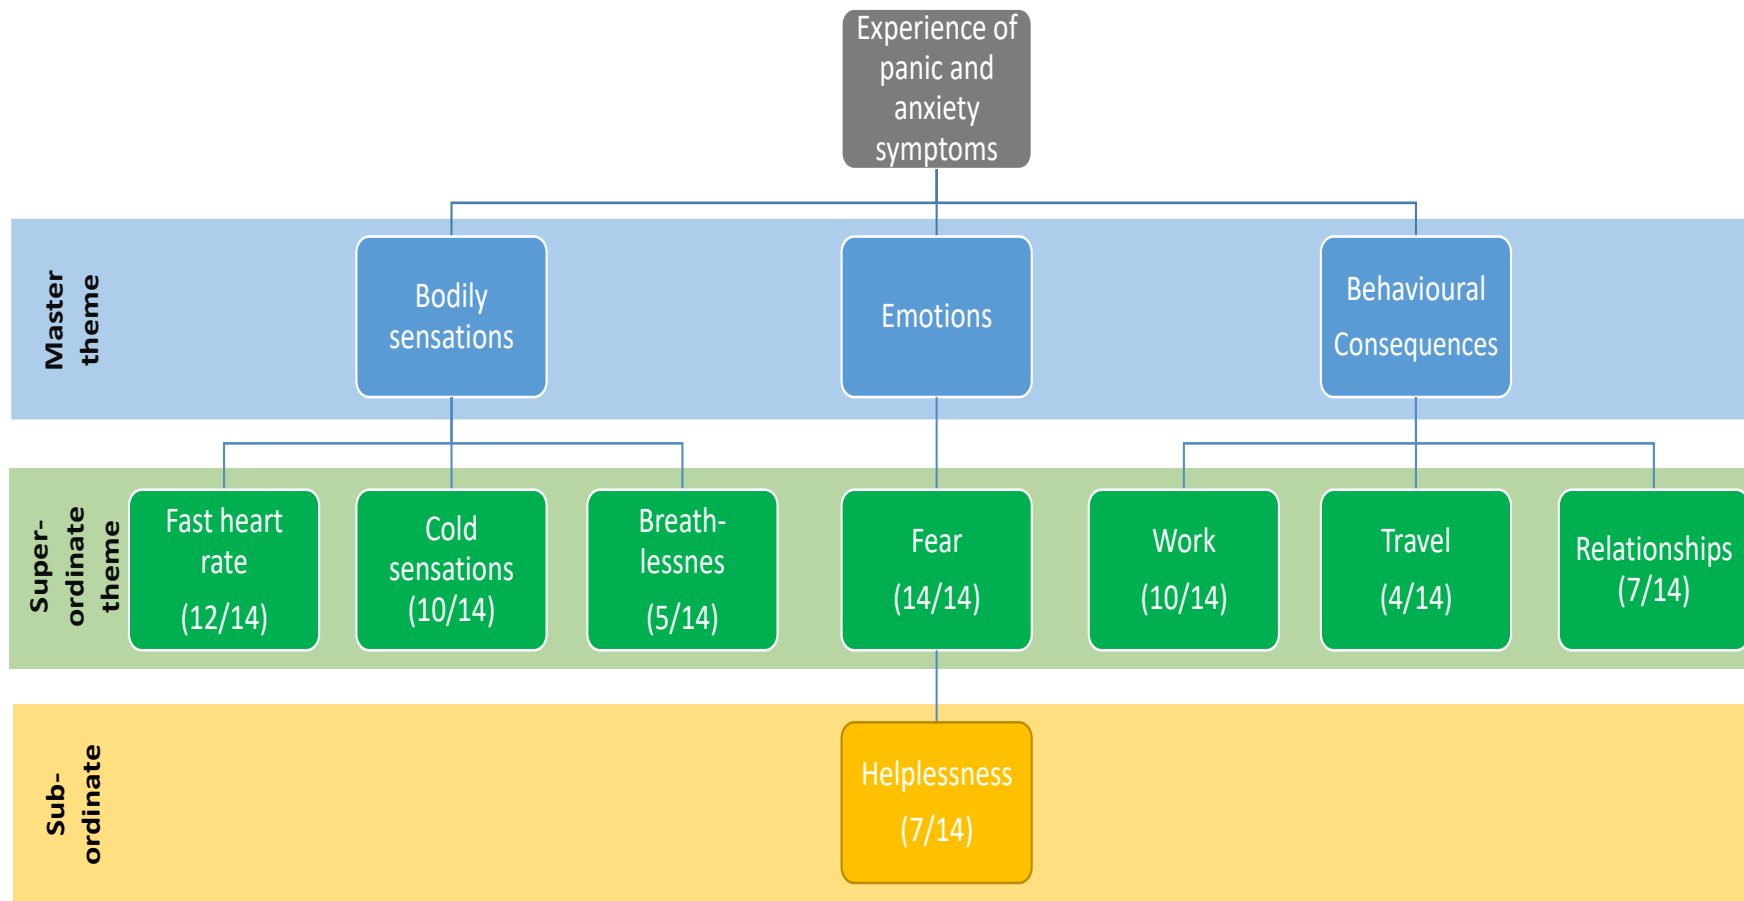 Experience of
panic and
anxiety
symptoms
Master
theme
Bodily
sensations
Emotions
Behavioural
Consequences
Super-
ordinate
theme
Fast heart
rate
(12/14)
Cold
sensations
(10/14)
Breath-
lessnes
(5/14)
Fear
(14/14)
Work
(10/14)
Travel
(4/14)
Relationships
(7/14)
Sub-
ordinate
Helplessness
(7/14)